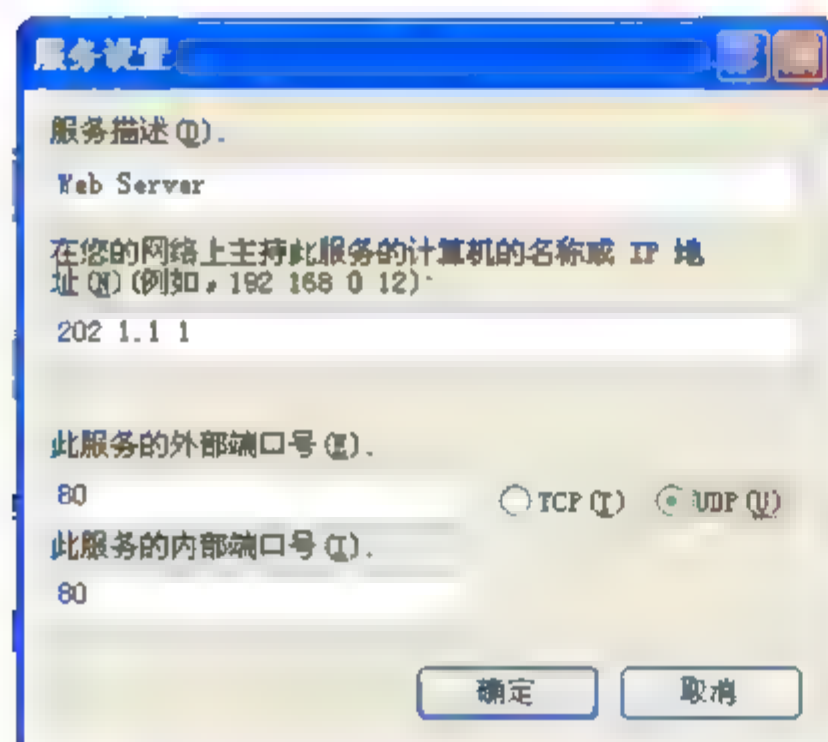 服务设置
服务描述(D).
Web Server
在您的网络上主持此服务的计算机的名称或 IP 地
址(N)(例如，192 168 0 12)·
202 1.1 1
此服务的外部端口号(E).
80
TCP(T) UDP(U)
此服务的内部端口号(I).
80
确定 取消